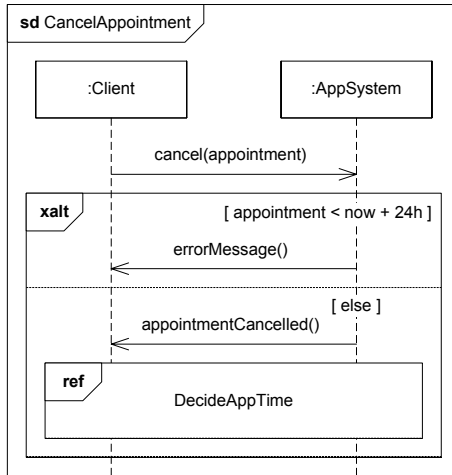 sd CancelAppointment
:Client
:AppSystem
cancel(appointment)
xalt
[ appointment < now + 24h ]
errorMessage()
[ else ]
appointmentCancelled()
ref
DecideAppTime